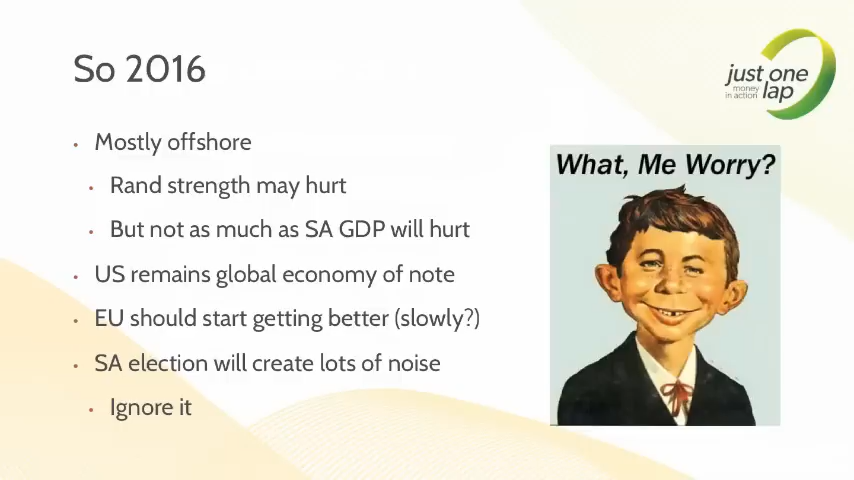 So 2016
just one
money
in action lap
Mostly offshore
Rand strength may hurt
But not as much as SA GDP will hurt
US remains global economy of note
EU should start getting better (slowly?)
SA election will create lots of noise
Ignore it
What, Me Worry?